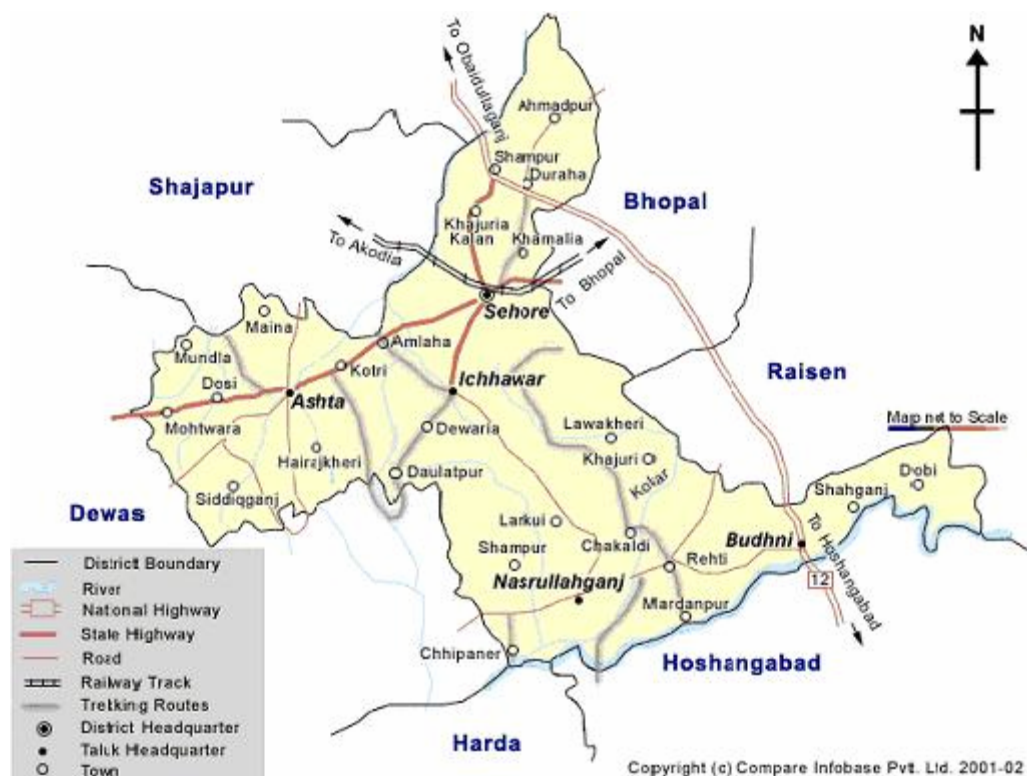 To Obaidullaganj
N
Ahmadpur
Shampur
Duraha
Shajapur
Bhopal
Khajuria
Kalan
Khamalia
To Akodia
To Bhopal
Sehore
Maina
Amlaha
Mundla
Kotri
Raisen
Dosi
Ashta
Ichhawar
Map not to Scale
Mohtwara
Dewaria
Lawakheri
Hairajkheri
Khajuri
Daulatpur
Dobi
Siddiqganj
Kolar
Shahganj
Dewas
Larkui
Chakaldi
Budhni
To Hoshangabad
Shampur
Rehti
Nasrullahganj
12
Mardanpur
Chhipaner
Hoshangabad
Harda
District Boundary
River
National Highway
State Highway
Road
Railway Track
Trekking Routes
District Headquarter
Taluk Headquarter
Town
Copyright (c) Compare Infobase Pvt. Ltd. 2001-02